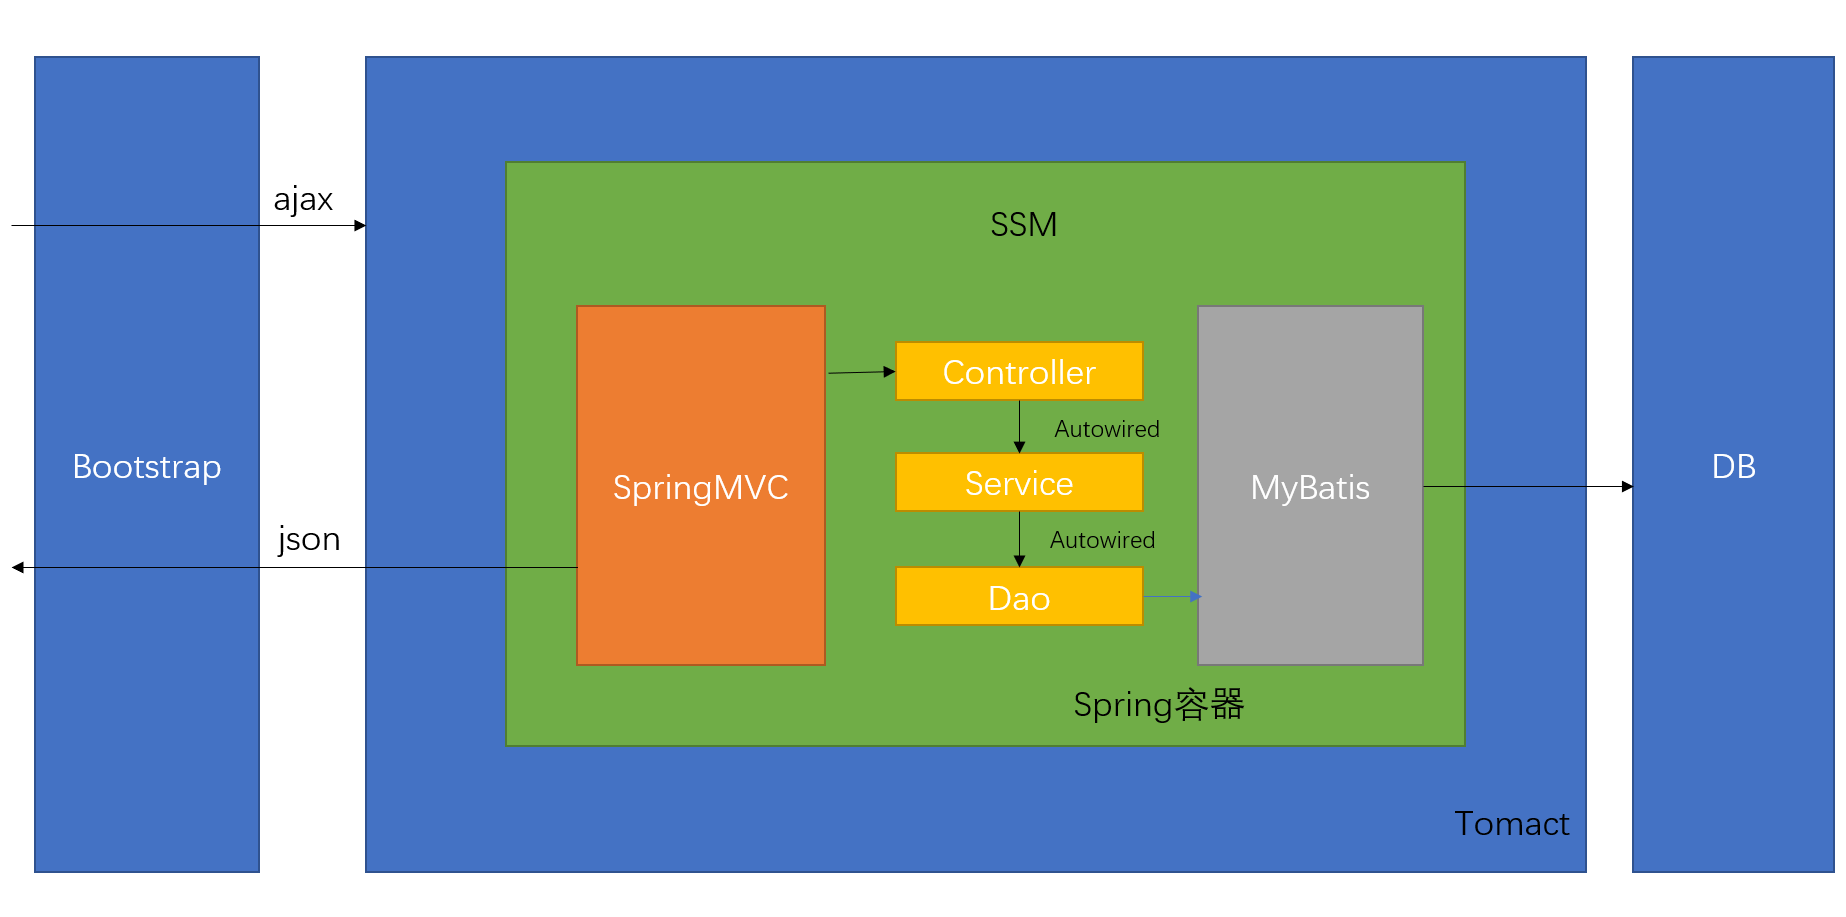 ajax
SSM
Controller
Autowired
Bootstrap
SpringMVC
Service
MyBatis
DB
json
Autowired
Dao
Spring容器
Tomact